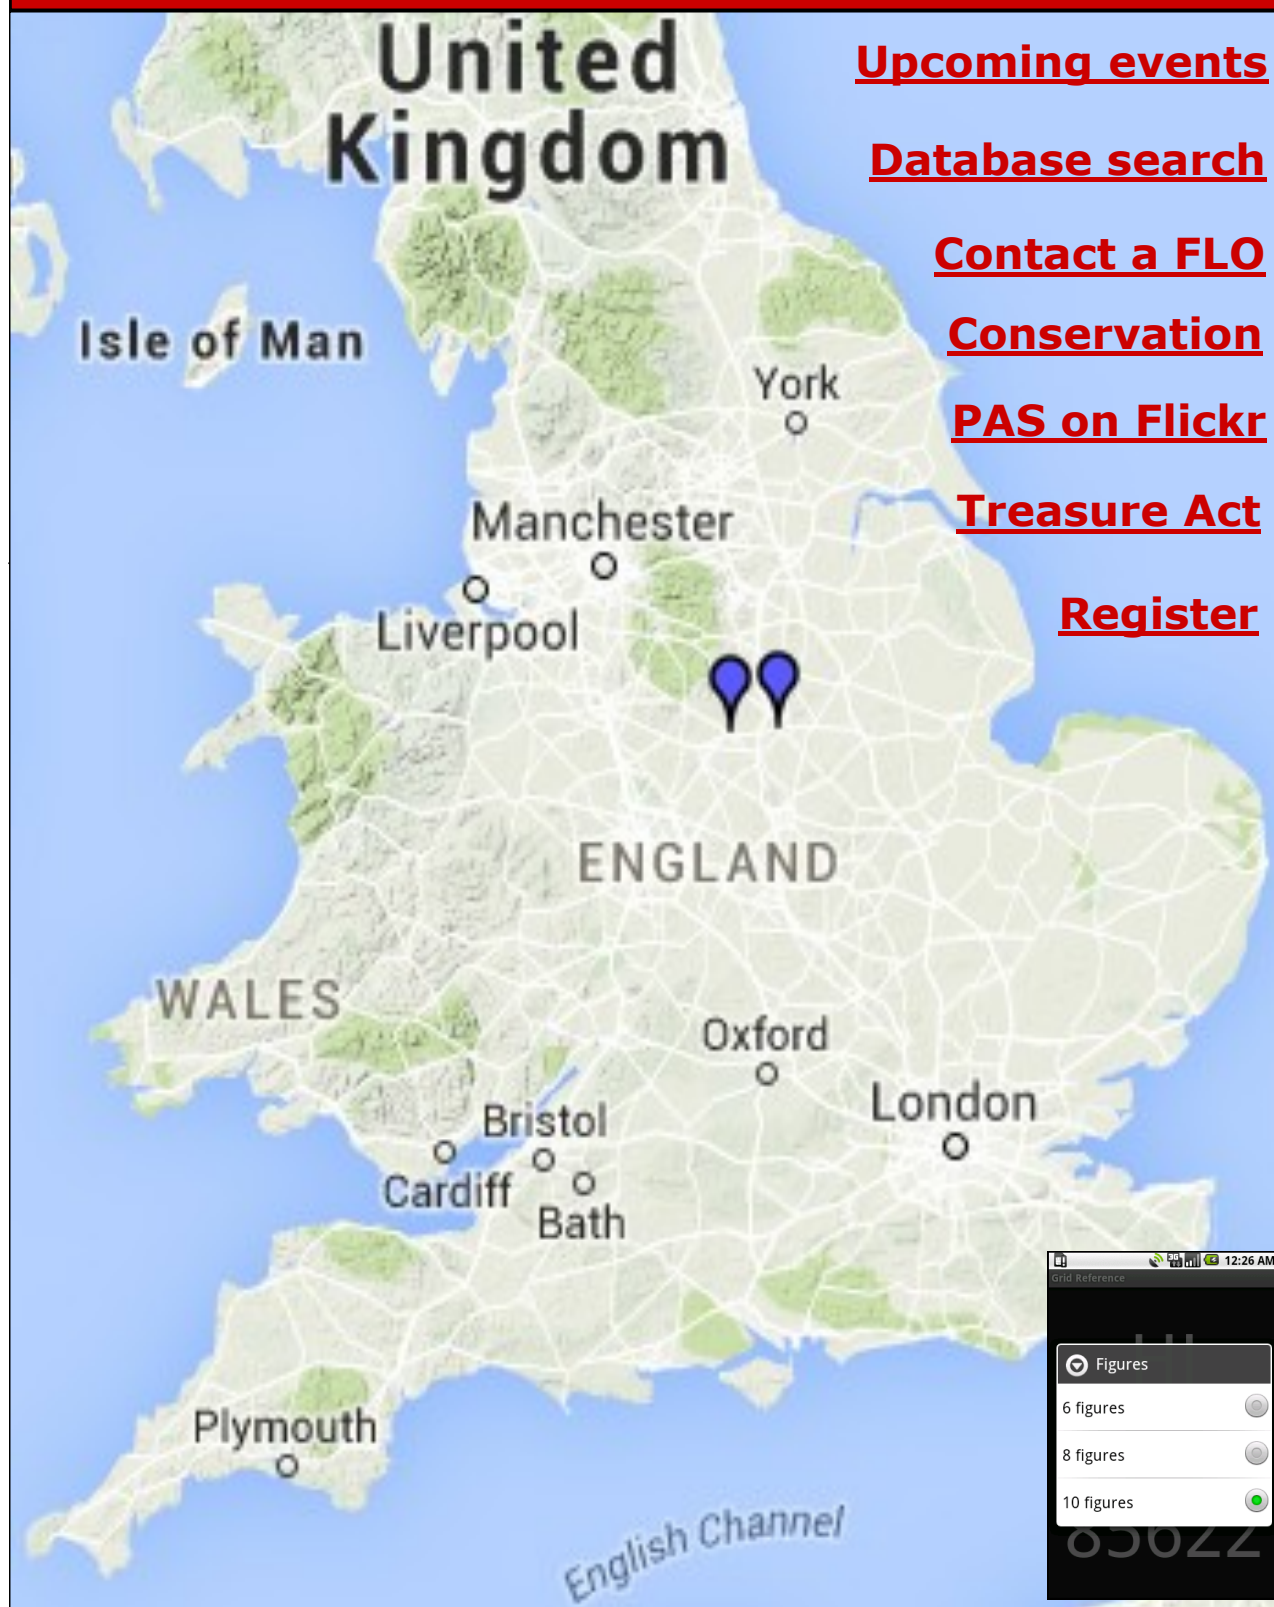 United
Kingdom
Upcoming events
Database search
Contact a FLO
Conservation
Isle of Man
York
PAS on Flickr
Manchester
Treasure Act
Liverpool
Register
ENGLAND
WALES
Oxford
London
Bristol
Cardiff
Bath
Plymouth
English Channel
3G
12:26 AM
Grid Reference
Figures
6 figures
8 figures
10 figures
85622